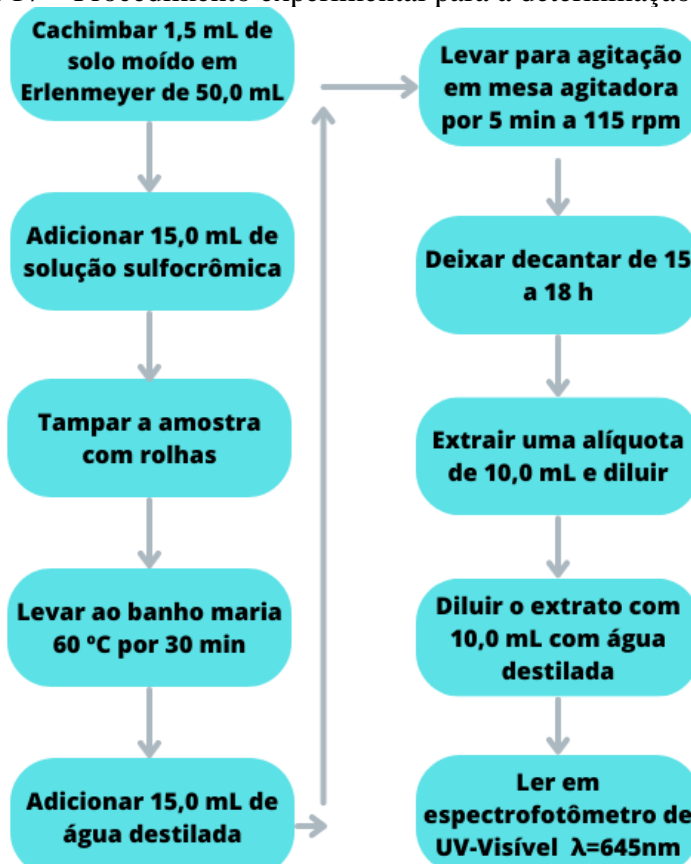 Procedimento experimental para a determinação
Cachimbar 1,5 mL de
solo moído em
Erlenmeyer de 50,0 mL
Adicionar 15,0 mL de
solução sulfocrômica
Tampar a amostra
com rolhas
Levar ao banho maria
60 ºC por 30 min
Adicionar 15,0 mL de
água destilada
Levar para agitação
em mesa agitadora
por 5 min a 115 rpm
Deixar decantar de 15
a 18 h
Extrair uma alíquota
de 10,0 mL e diluir
Diluir o extrato com
10,0 mL com água
destilada
Ler em
espectrofotômetro de
UV-Visível λ=645nm